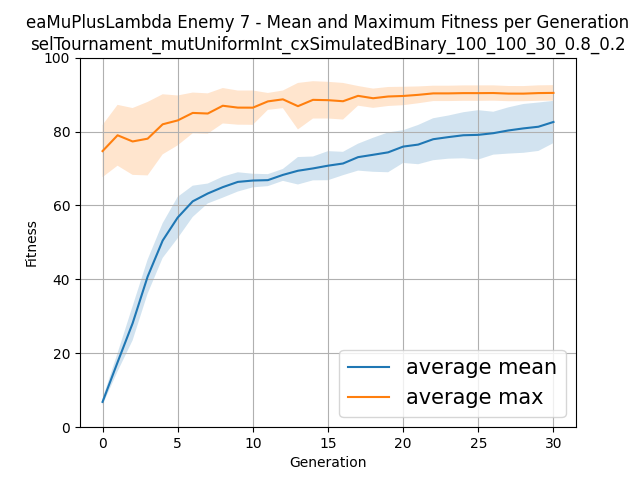 eaMuPlusLambda Enemy 7 - Mean and Maximum Fitness per Generation
selTournament_mutUniformInt_cxSimulatedBinary_100_100_30_0.8_0.2
100
80
60
40
20
0
Fitness
average mean
average max
0 5 10 15 20 25 30
Generation